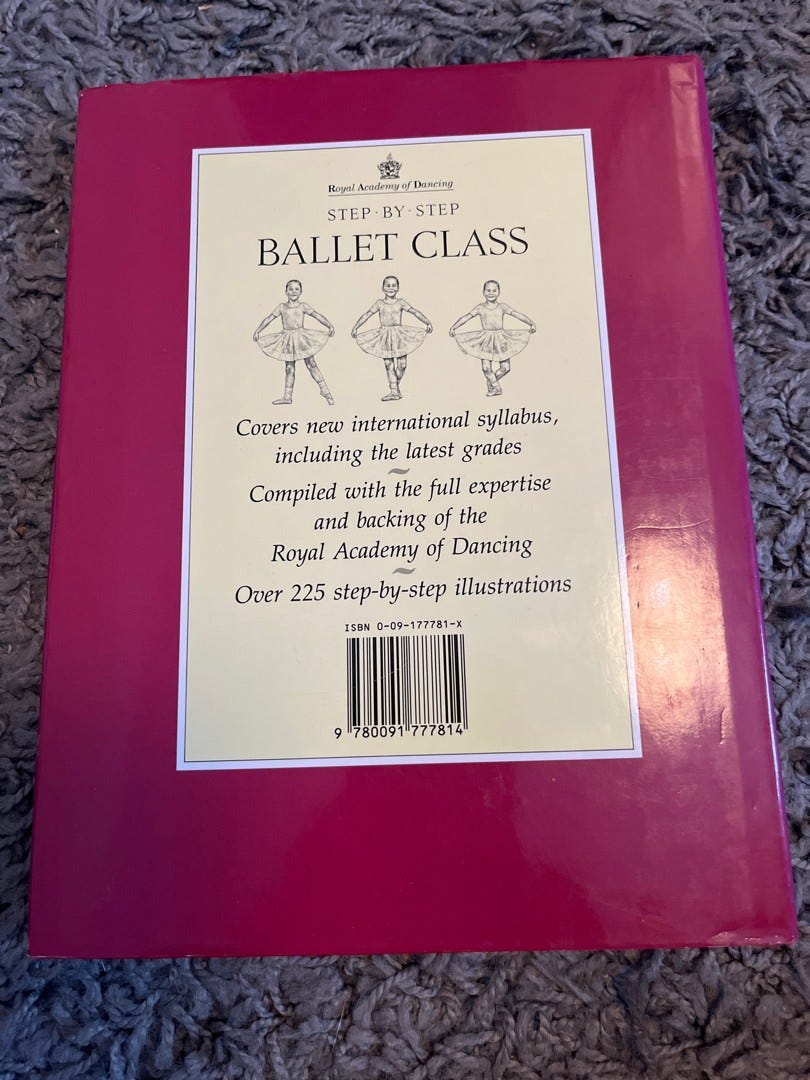 Royal Academy of Dancing
STEP·BY·STEP
BALLET CLASS
Covers new international syllabus,
including the latest grades
Compiled with the full expertise
and backing of the
Royal Academy of Dancing
Over 225 step-by-step illustrations
ISBN 0-09-177781-X
9 780091 777814